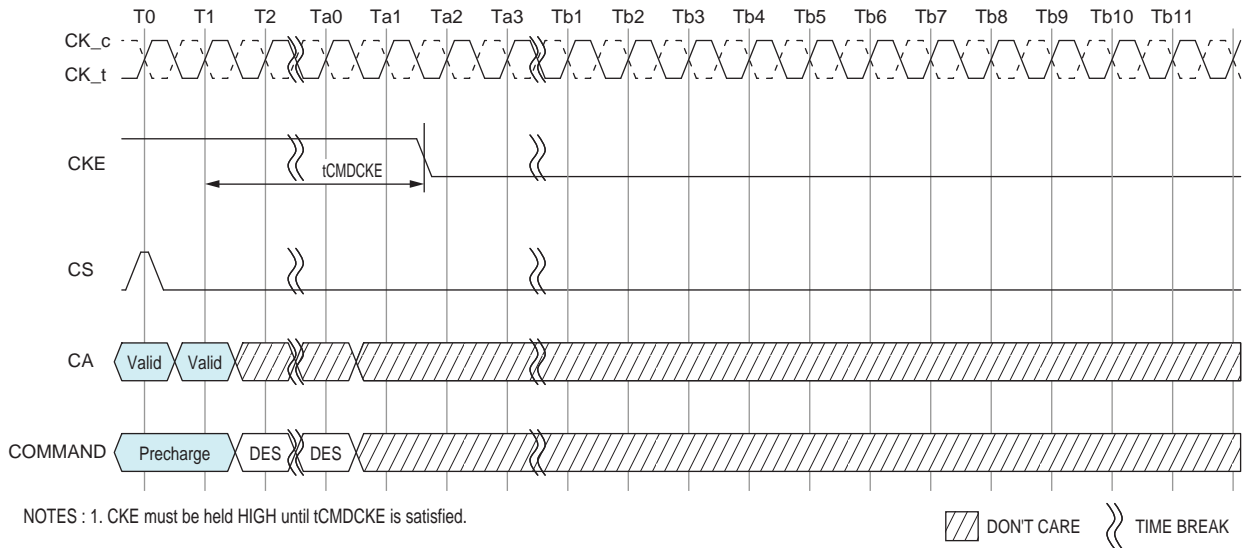 T0 T1 T2 Ta0 Ta1 Ta2 Ta3 Tb1 Tb2 Tb3 Tb4 Tb5 Tb6 Tb7 Tb8 Tb9 Tb10 Tb11
CK_c
CK_t
CKE
tCMDCKE
CS
CA Valid Valid
COMMAND Precharge DES DES
NOTES : 1. CKE must be held HIGH until tCMDCKE is satisfied.
DON'T CARE TIME BREAK